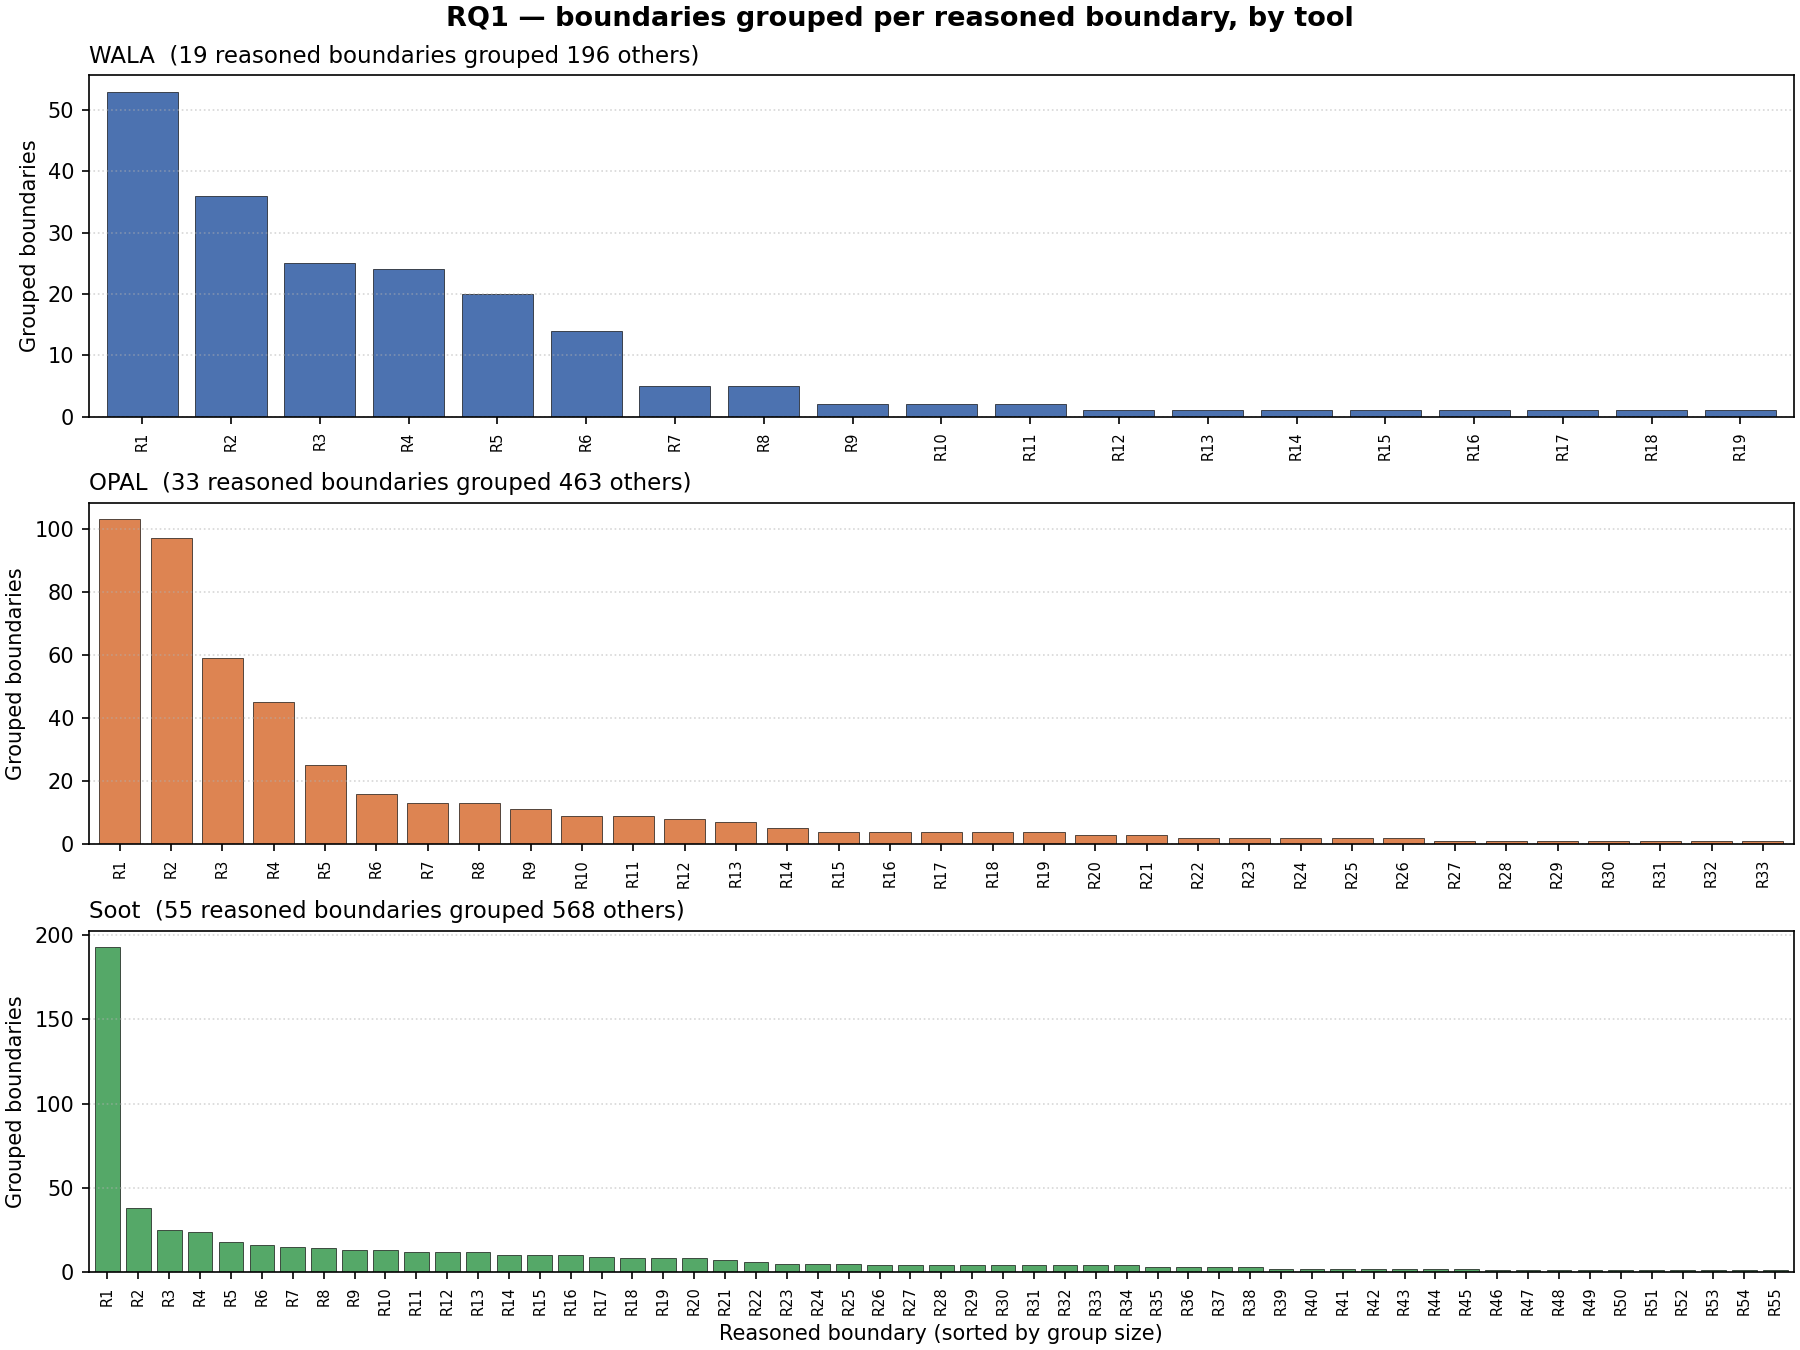 RQ1 — boundaries grouped per reasoned boundary, by tool
WALA (19 reasoned boundaries grouped 196 others)
Grouped boundaries
50
40
30
20
10
0
R1 R2 R3 R4 R5 R6 R7 R8 R9 R10 R11 R12 R13 R14 R15 R16 R17 R18 R19
OPAL (33 reasoned boundaries grouped 463 others)
Grouped boundaries
100
80
60
40
20
0
R1 R2 R3 R4 R5 R6 R7 R8 R9 R10 R11 R12 R13 R14 R15 R16 R17 R18 R19 R20 R21 R22 R23 R24 R25 R26 R27 R28 R29 R30 R31 R32 R33
Soot (55 reasoned boundaries grouped 568 others)
Grouped boundaries
200
150
100
50
0
R1 R2 R3 R4 R5 R6 R7 R8 R9 R10 R11 R12 R13 R14 R15 R16 R17 R18 R19 R20 R21 R22 R23 R24 R25 R26 R27 R28 R29 R30 R31 R32 R33 R34 R35 R36 R37 R38 R39 R40 R41 R42 R43 R44 R45 R46 R47 R48 R49 R50 R51 R52 R53 R54 R55
Reasoned boundary (sorted by group size)